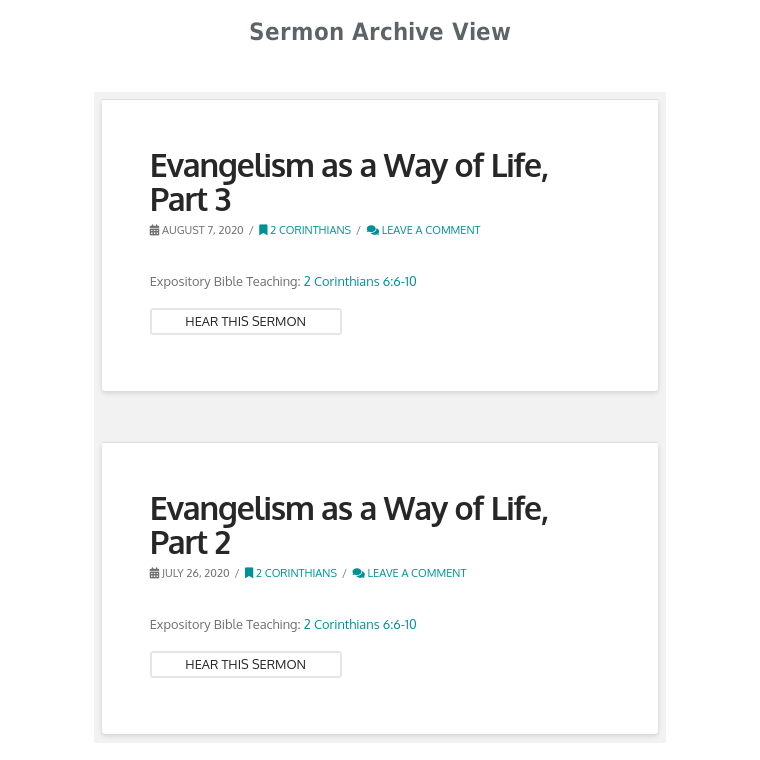 Sermon Archive View
Evangelism as a Way of Life,
Part 3
AUGUST 7, 2020 / 2 CORINTHIANS / LEAVE A COMMENT
Expository Bible Teaching: 2 Corinthians 6:6-10
HEAR THIS SERMON
Evangelism as a Way of Life,
Part 2
JULY 26, 2020 / 2 CORINTHIANS / LEAVE A COMMENT
Expository Bible Teaching: 2 Corinthians 6:6-10
HEAR THIS SERMON